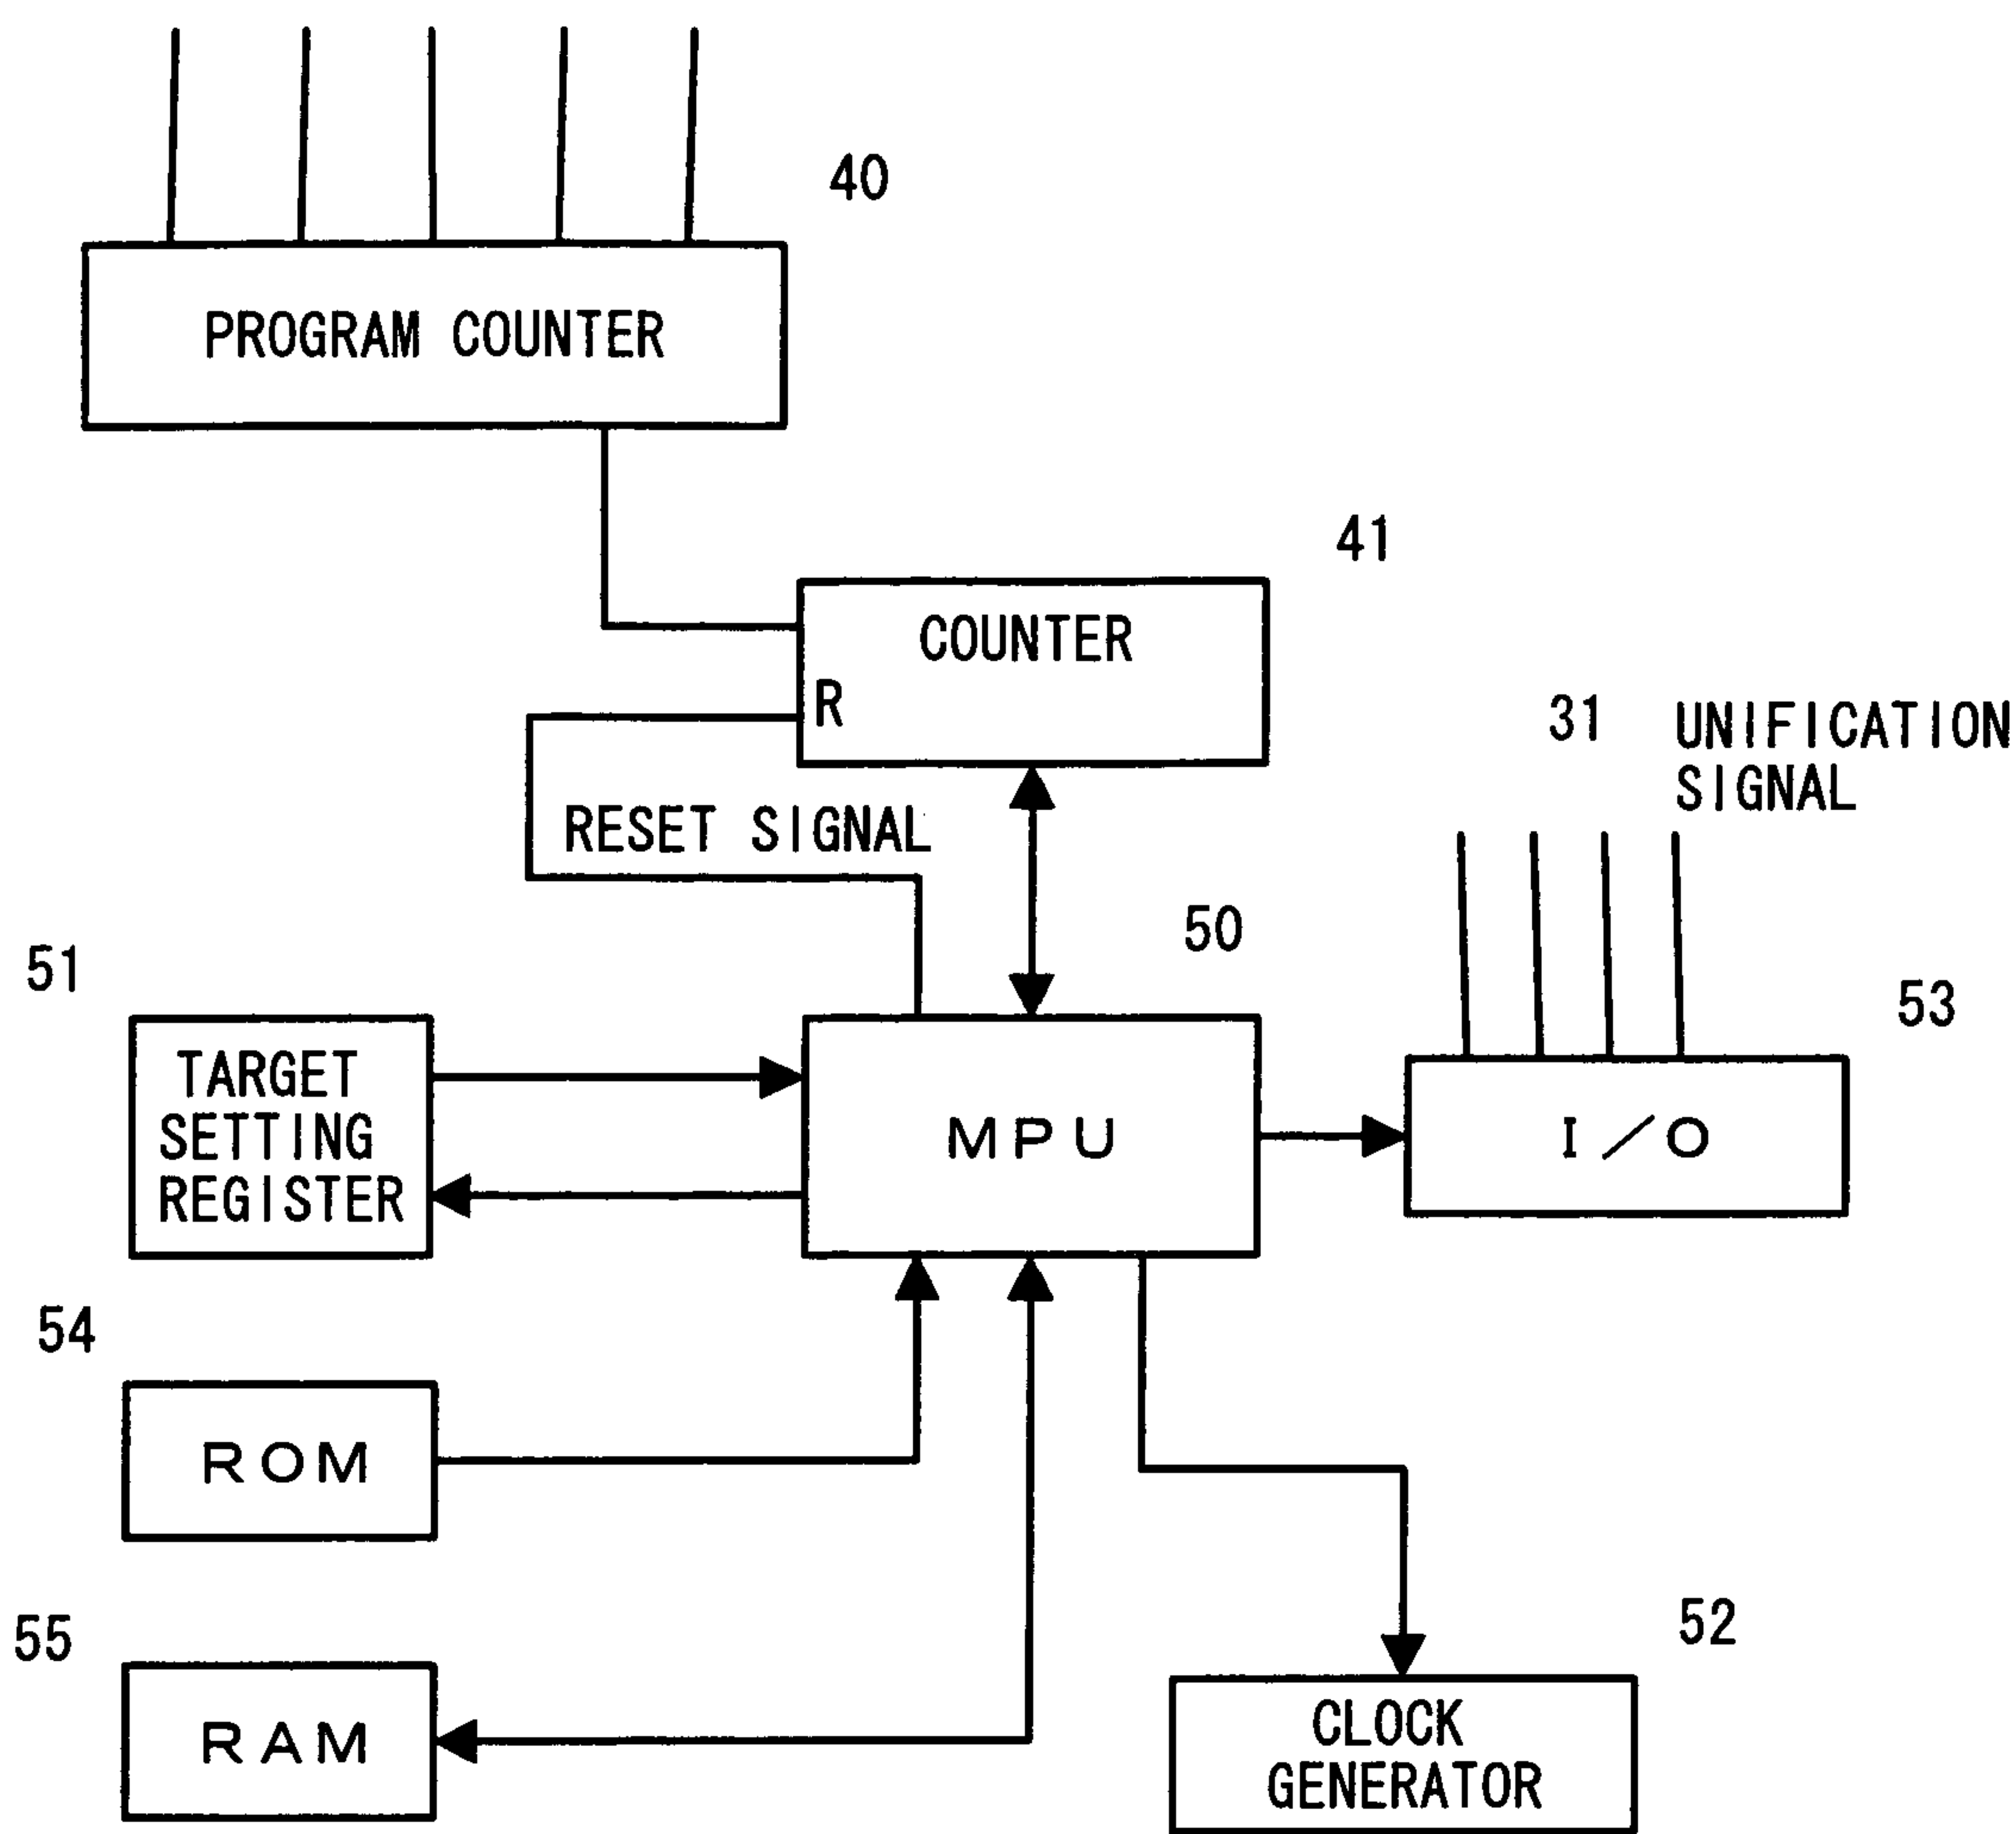 40
PROGRAM COUNTER
41
COUNTER
R
31
UNIFICATION
SIGNAL
RESET SIGNAL
50
51
53
TARGET
SETTING
REGISTER
MPU
I/O
54
ROM
55
52
RAM
CLOCK
GENERATOR